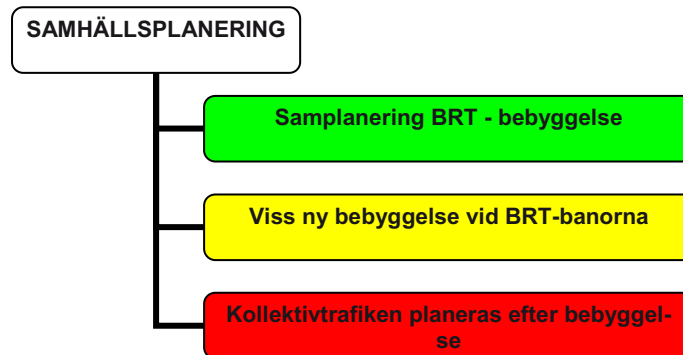 SAMHÄLLSPLANERING
Samplanering BRT - bebyggelse
Viss ny bebyggelse vid BRT-banorna
Kollektivtrafiken planeras efter bebyggel-
se